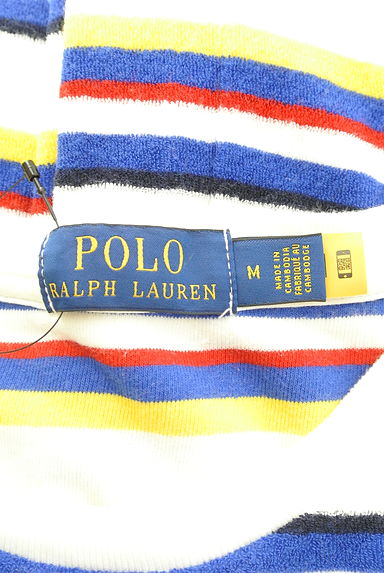 POLO
RALPH LAUREN
M
MADE IN
CAMBODIA
FABRIQUÉ AU
CAMBODGE